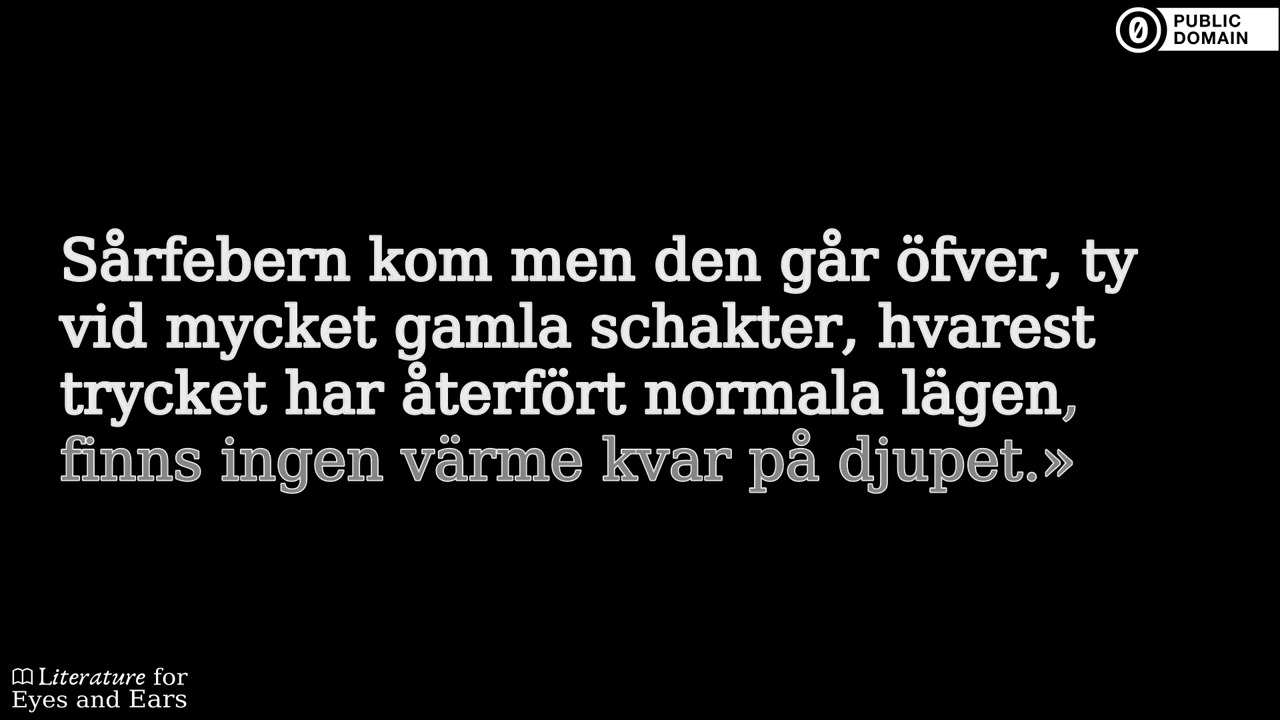 PUBLIC
DOMAIN
Sårfebern kom men den går öfver, ty
vid mycket gamla schakter, hvarest
trycket har återfört normala lägen,
finns ingen värme kvar på djupet.»
Literature for
Eyes and Ears